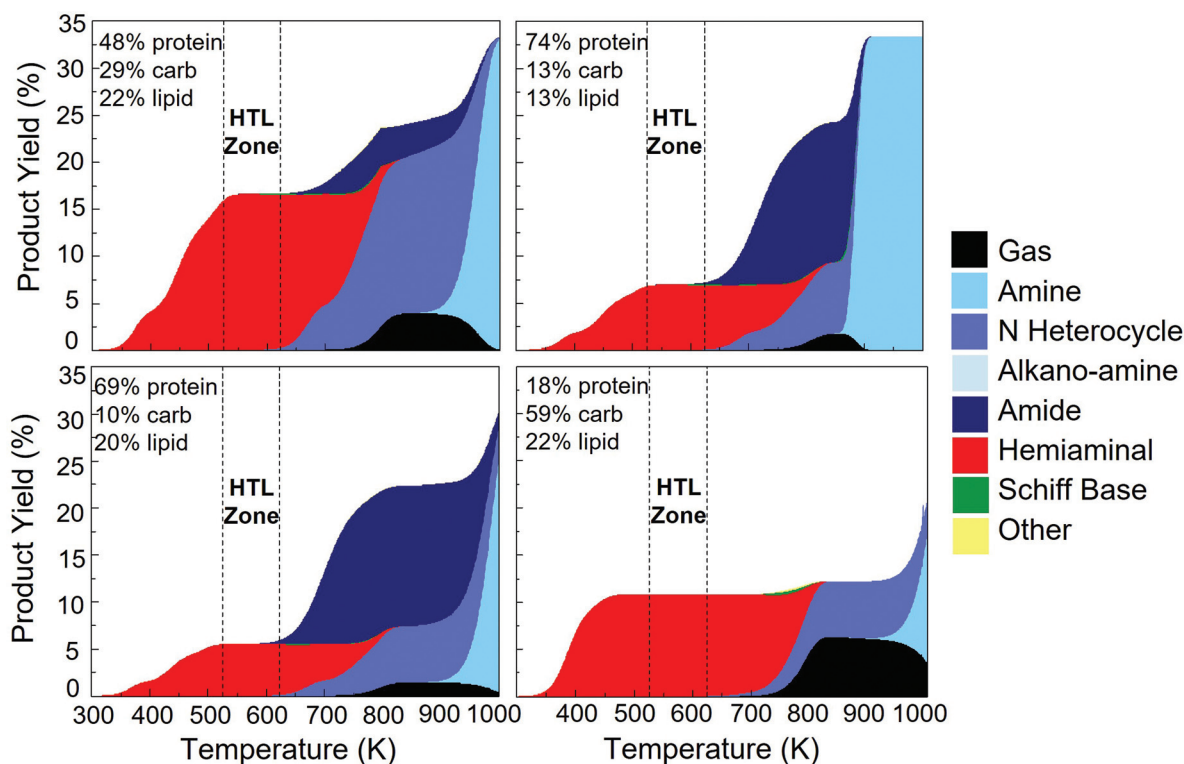 35
30
25
20
15
10
5
0
Product Yield (%)
48% protein
29% carb
22% lipid
HTL
Zone
74% protein
13% carb
13% lipid
HTL
Zone
35
30
25
20
15
10
5
0
Product Yield (%)
69% protein
10% carb
20% lipid
HTL
Zone
18% protein
59% carb
22% lipid
HTL
Zone
300 400 500 600 700 800 900 1000
400 500 600 700 800 900 1000
Temperature (K)
Temperature (K)
Gas
Amine
N Heterocycle
Alkano-amine
Amide
Hemiaminal
Schiff Base
Other